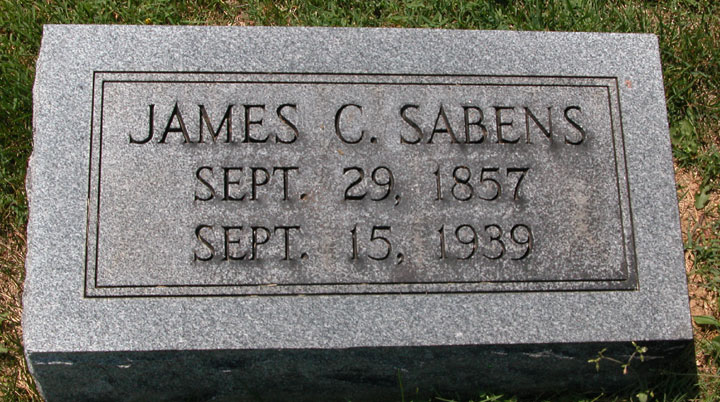 JAMES C. SABENS
SEPT. 29, 1857
SEPT. 15, 1939